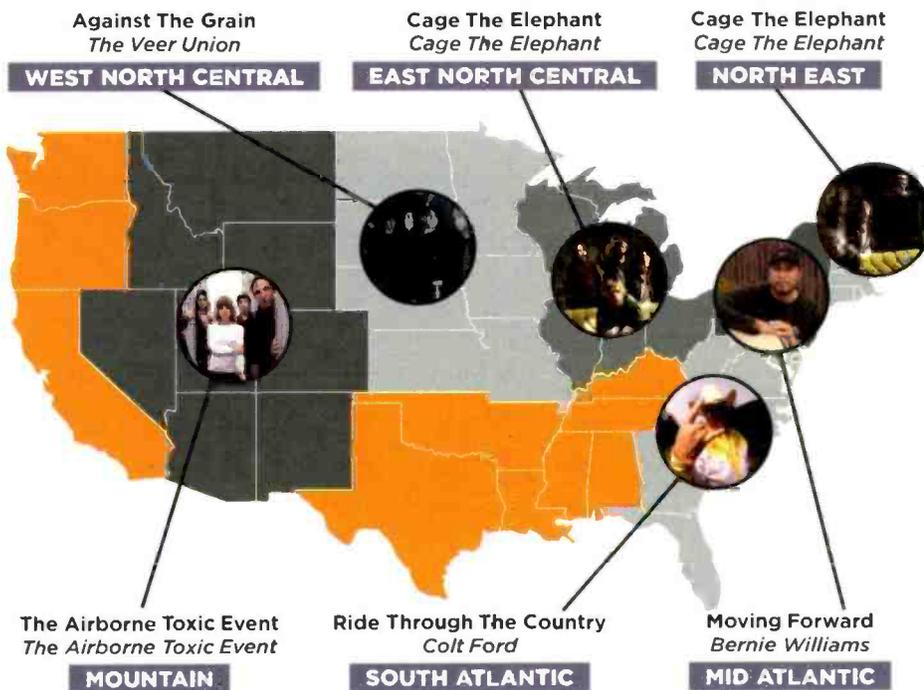 Against The Grain
The Veer Union
WEST NORTH CENTRAL
Cage The Elephant
Cage The Elephant
EAST NORTH CENTRAL
Cage The Elephant
Cage The Elephant
NORTH EAST
The Airborne Toxic Event
The Airborne Toxic Event
MOUNTAIN
Ride Through The Country
Colt Ford
SOUTH ATLANTIC
Moving Forward
Bernie Williams
MID ATLANTIC